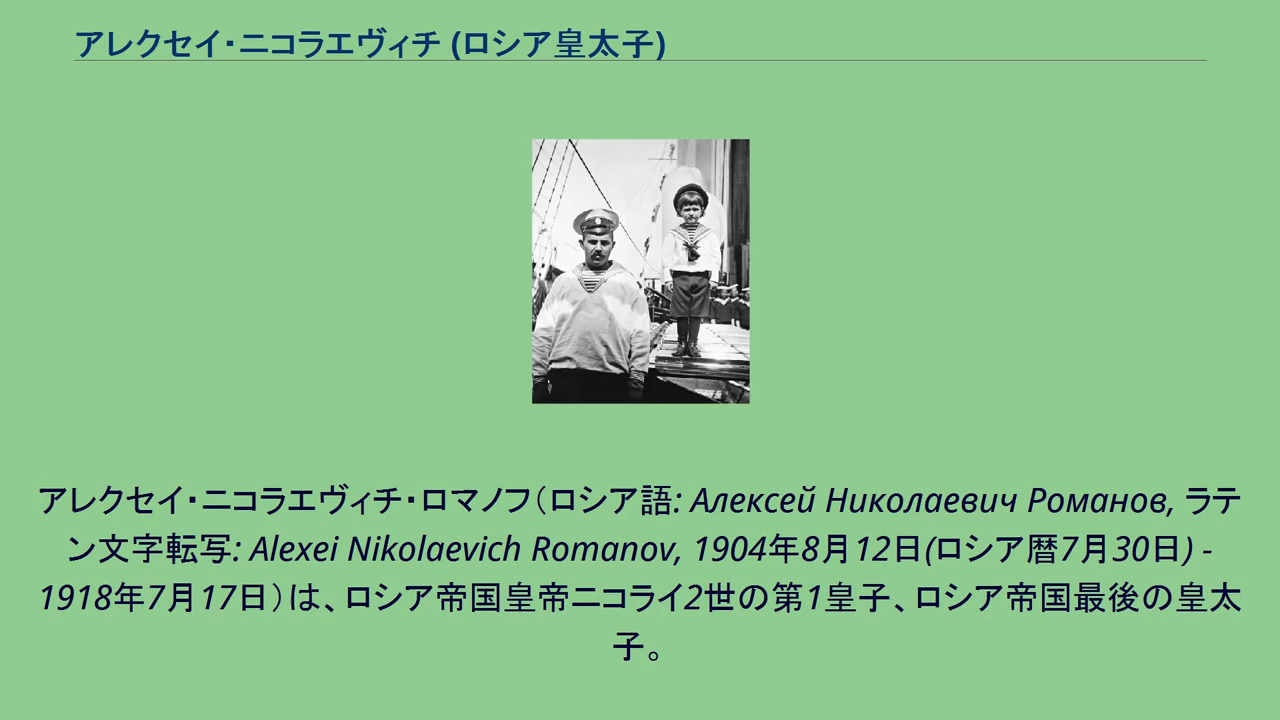 アレクセイ・ニコラエヴィチ (ロシア皇太子)
アレクセイ・ニコラエヴィチ・ロマノフ（ロシア語: Алексей Николаевич Романов, ラテ
ン文字転写: Alexei Nikolaevich Romanov, 1904年8月12日(ロシア暦7月30日) -
1918年7月17日）は、ロシア帝国皇帝ニコライ2世の第1皇子、ロシア帝国最後の皇太
子。